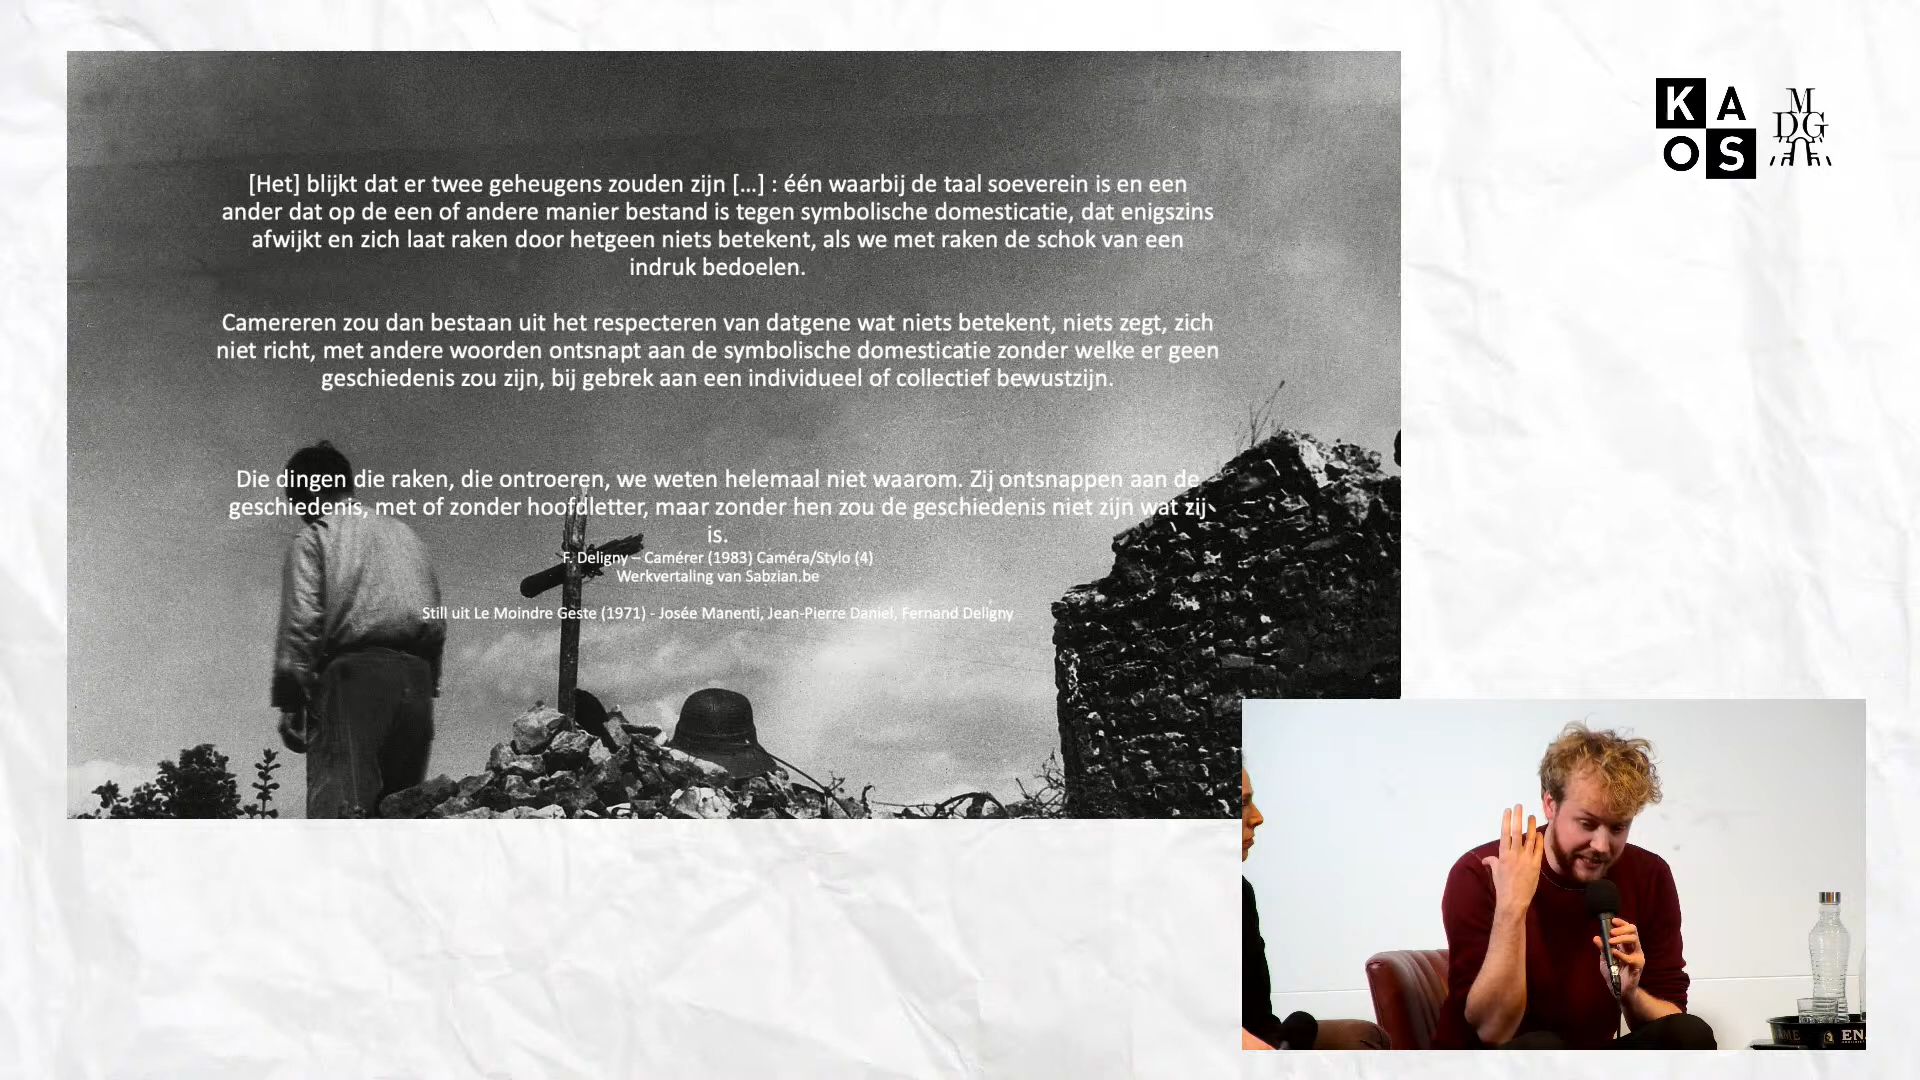 [Het] blijkt dat er twee geheugens zouden zijn [...] : één waarbij de taal soeverein is en een
ander dat op de een of andere manier bestand is tegen symbolische domesticatie, dat enigszins
afwijkt en zich laat raken door hetgeen niets betekent, als we met raken de schok van een
indruk bedoelen.
Camereren zou dan bestaan uit het respecteren van datgene wat niets betekent, niets zegt, zich
niet richt, met andere woorden ontsnapt aan de symbolische domesticatie zonder welke er geen
geschiedenis zou zijn, bij gebrek aan een individueel of collectief bewustzijn.
Die dingen die raken, die ontroeren, we weten helemaal niet waarom. Zij ontsnappen aan de
geschiedenis, met of zonder hoofdletter, maar zonder hen zou de geschiedenis niet zijn wat zij
is.
F. Deligny – Camérer (1983) Caméra/Stylo (4)
Werkvertaling van Sabzian.be
Still uit Le Moindre Geste (1971) - Josée Manenti, Jean-Pierre Daniel, Fernand Deligny
KA
OS
M
DG
EN